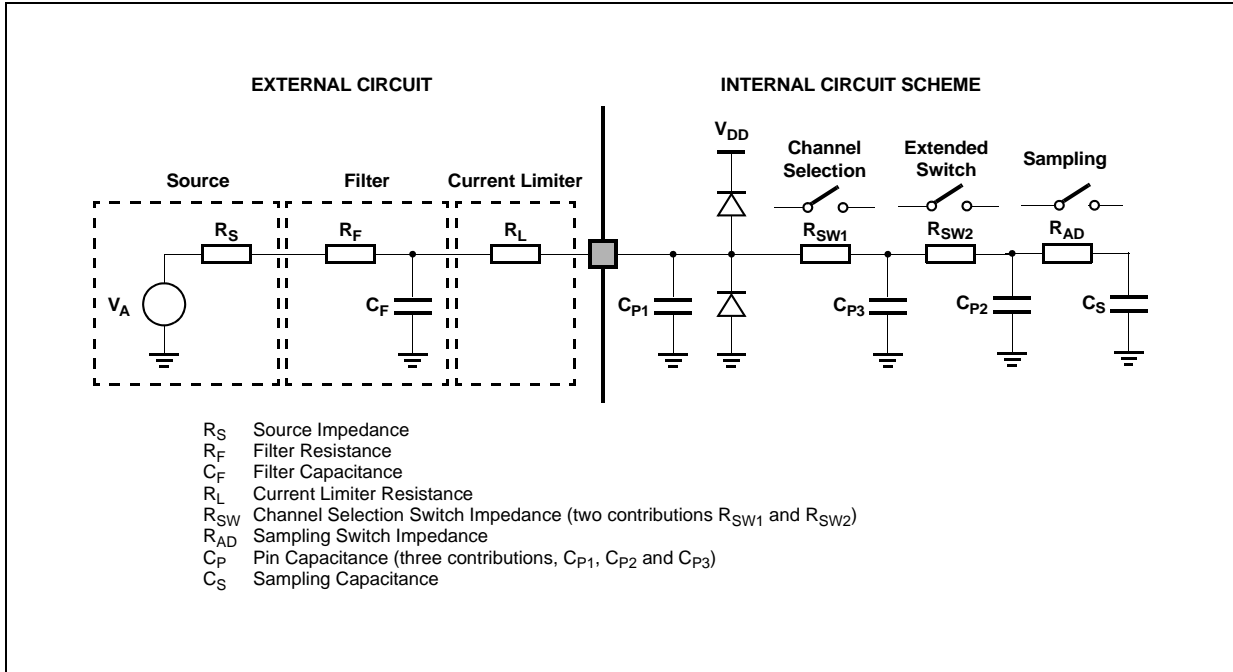 EXTERNAL CIRCUIT
INTERNAL CIRCUIT SCHEME
VDD
Channel
Selection
Extended
Switch
Sampling
Source
Filter
Current Limiter
RS
RF
RL
RSW1
RSW2
RAD
VA
CF
CP1
CP3
CP2
CS
RS Source Impedance
RF Filter Resistance
CF Filter Capacitance
RL Current Limiter Resistance
RSW Channel Selection Switch Impedance (two contributions RSW1 and RSW2)
RAD Sampling Switch Impedance
CP Pin Capacitance (three contributions, CP1, CP2 and CP3)
CS Sampling Capacitance